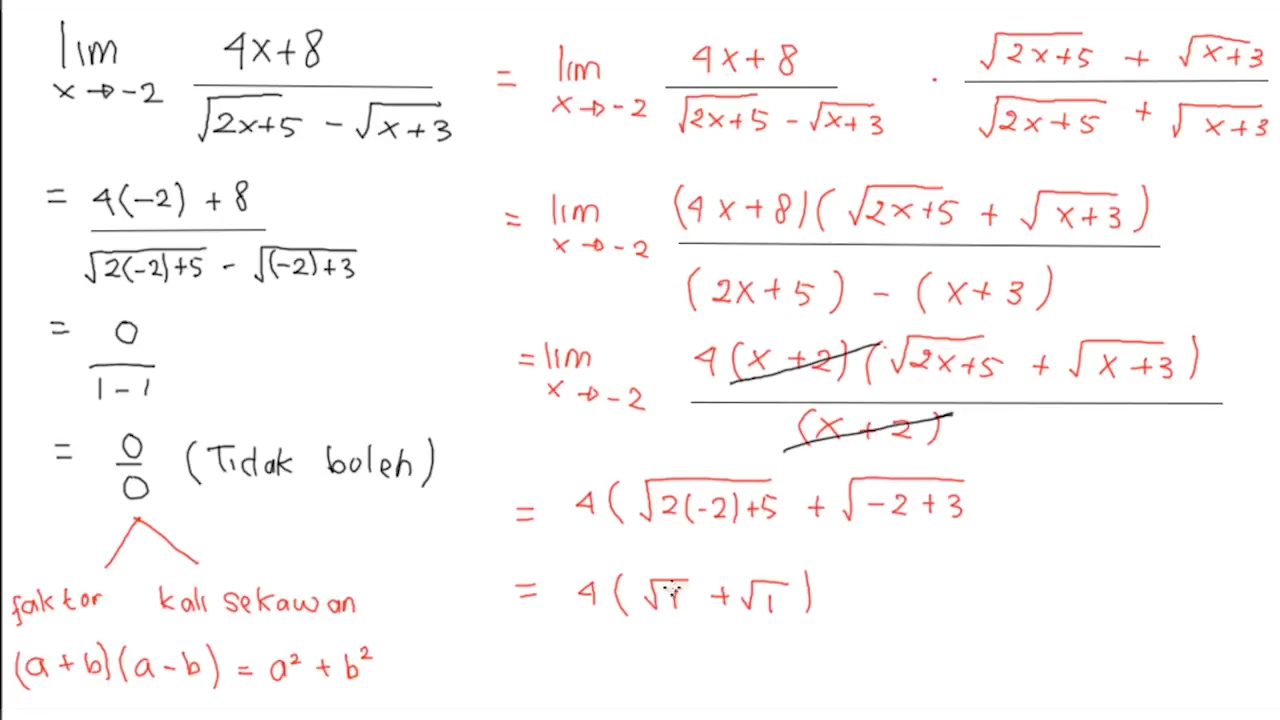 lim x→-2 (4x+8)/(√(2x+5) - √(x+3))
= (4(-2)+8)/(√(2(-2)+5) - √((-2)+3))
= 0/(1-1)
= 0/0 (Tidak boleh)
faktor kali sekawan
(a+b)(a-b) = a² + b²
= lim x→-2 (4x+8)/(√(2x+5) - √(x+3)) · (√(2x+5) + √(x+3))/(√(2x+5) + √(x+3))
= lim x→-2 ((4x+8)(√(2x+5) + √(x+3)))/((2x+5) - (x+3))
= lim x→-2 (4(x+2)(√(2x+5) + √(x+3)))/(x+2)
= 4(√(2(-2)+5) + √(-2+3)
= 4(√1 + √1)